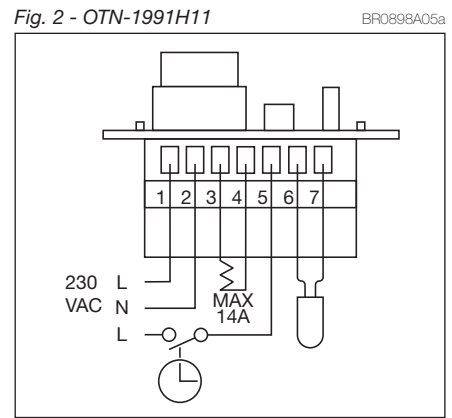 Fig. 2 - OTN-1991H11
BR0898A05a
1 2 3 4 5 6 7
230 L
VAC N
MAX
14A
L